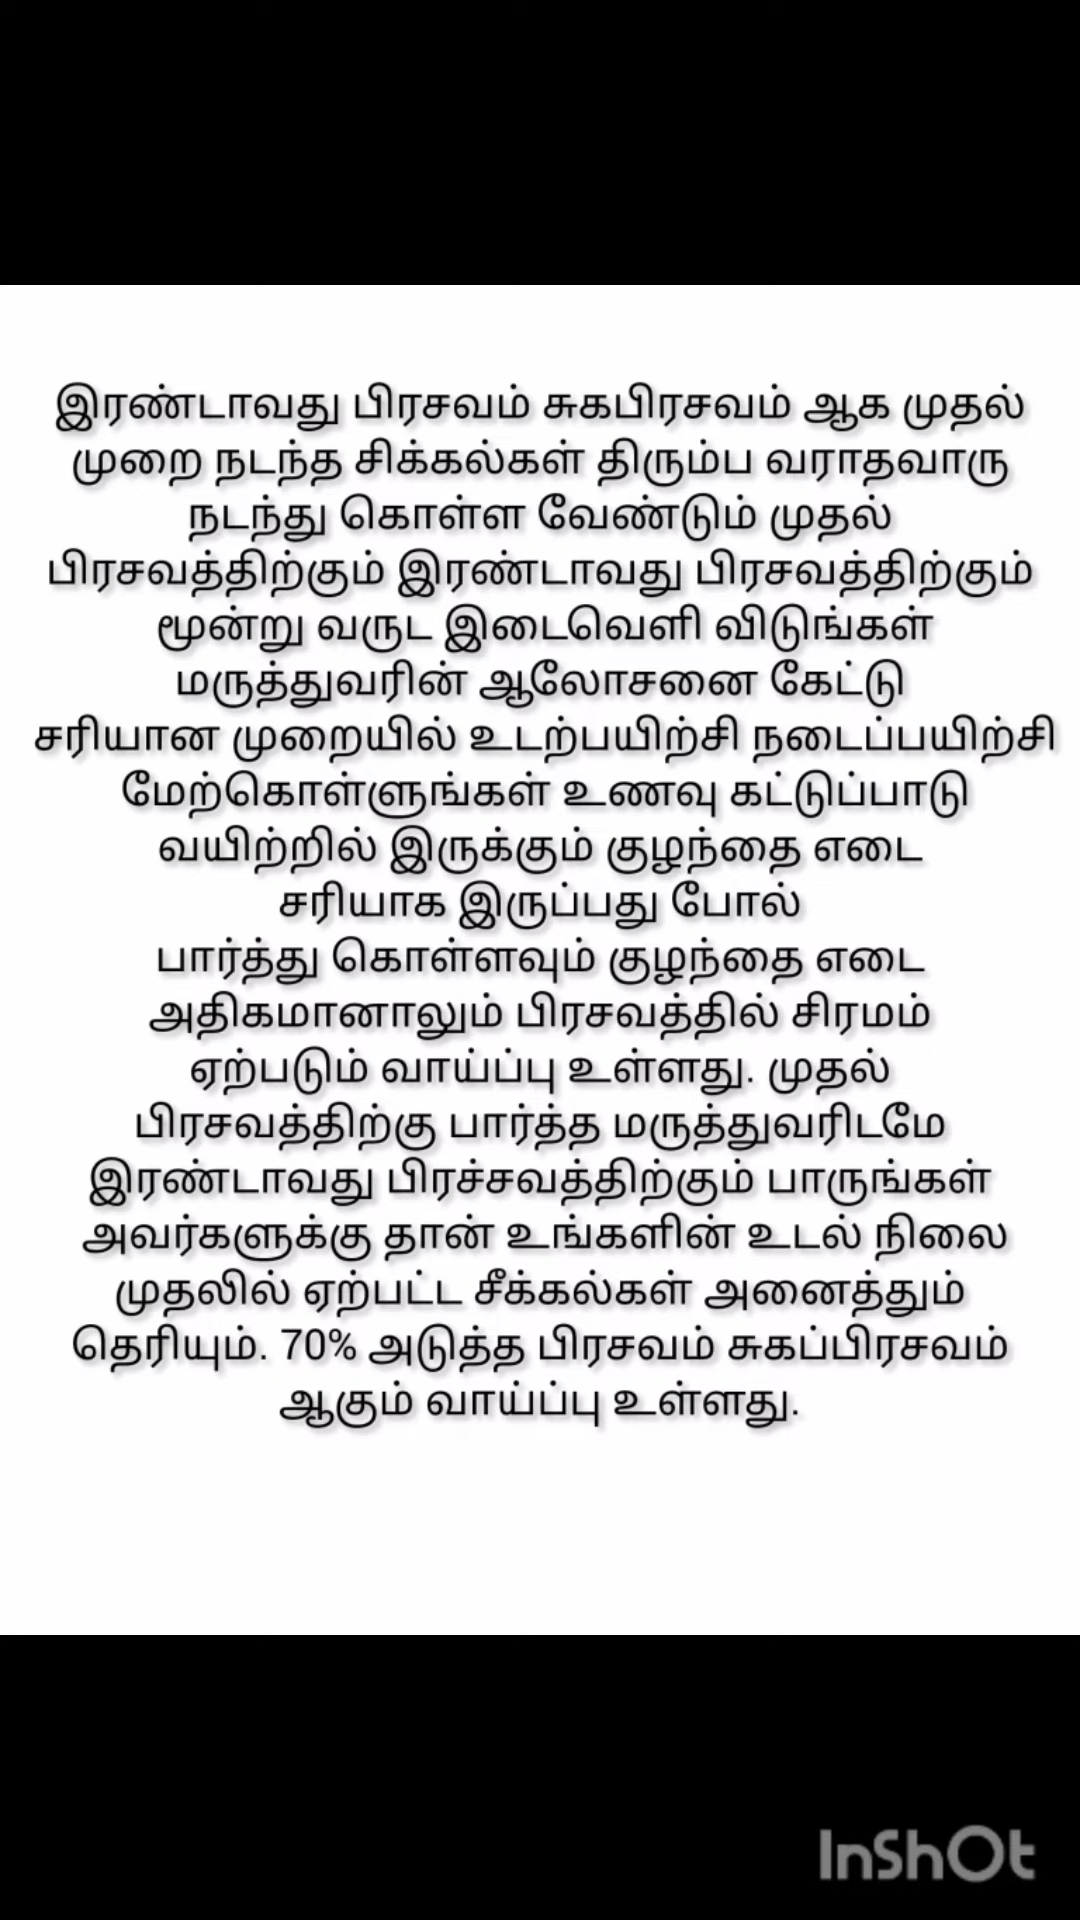 இரண்டாவது பிரசவம் சுகபிரசவம் ஆக முதல்
முறை நடந்த சிக்கல்கள் திரும்ப வராதவாரு
நடந்து கொள்ள வேண்டும் முதல்
பிரசவத்திற்கும் இரண்டாவது பிரசவத்திற்கும்
மூன்று வருட இடைவெளி விடுங்கள்
மருத்துவரின் ஆலோசனை கேட்டு
சரியான முறையில் உடற்பயிற்சி நடைப்பயிற்சி
மேற்கொள்ளுங்கள் உணவு கட்டுப்பாடு
வயிற்றில் இருக்கும் குழந்தை எடை
சரியாக இருப்பது போல்
பார்த்து கொள்ளவும் குழந்தை எடை
அதிகமானாலும் பிரசவத்தில் சிரமம்
ஏற்படும் வாய்ப்பு உள்ளது. முதல்
பிரசவத்திற்கு பார்த்த மருத்துவரிடமே
இரண்டாவது பிரச்சவத்திற்கும் பாருங்கள்
அவர்களுக்கு தான் உங்களின் உடல் நிலை
முதலில் ஏற்பட்ட சீக்கல்கள் அனைத்தும்
தெரியும். 70% அடுத்த பிரசவம் சுகப்பிரசவம்
ஆகும் வாய்ப்பு உள்ளது.
InShOt